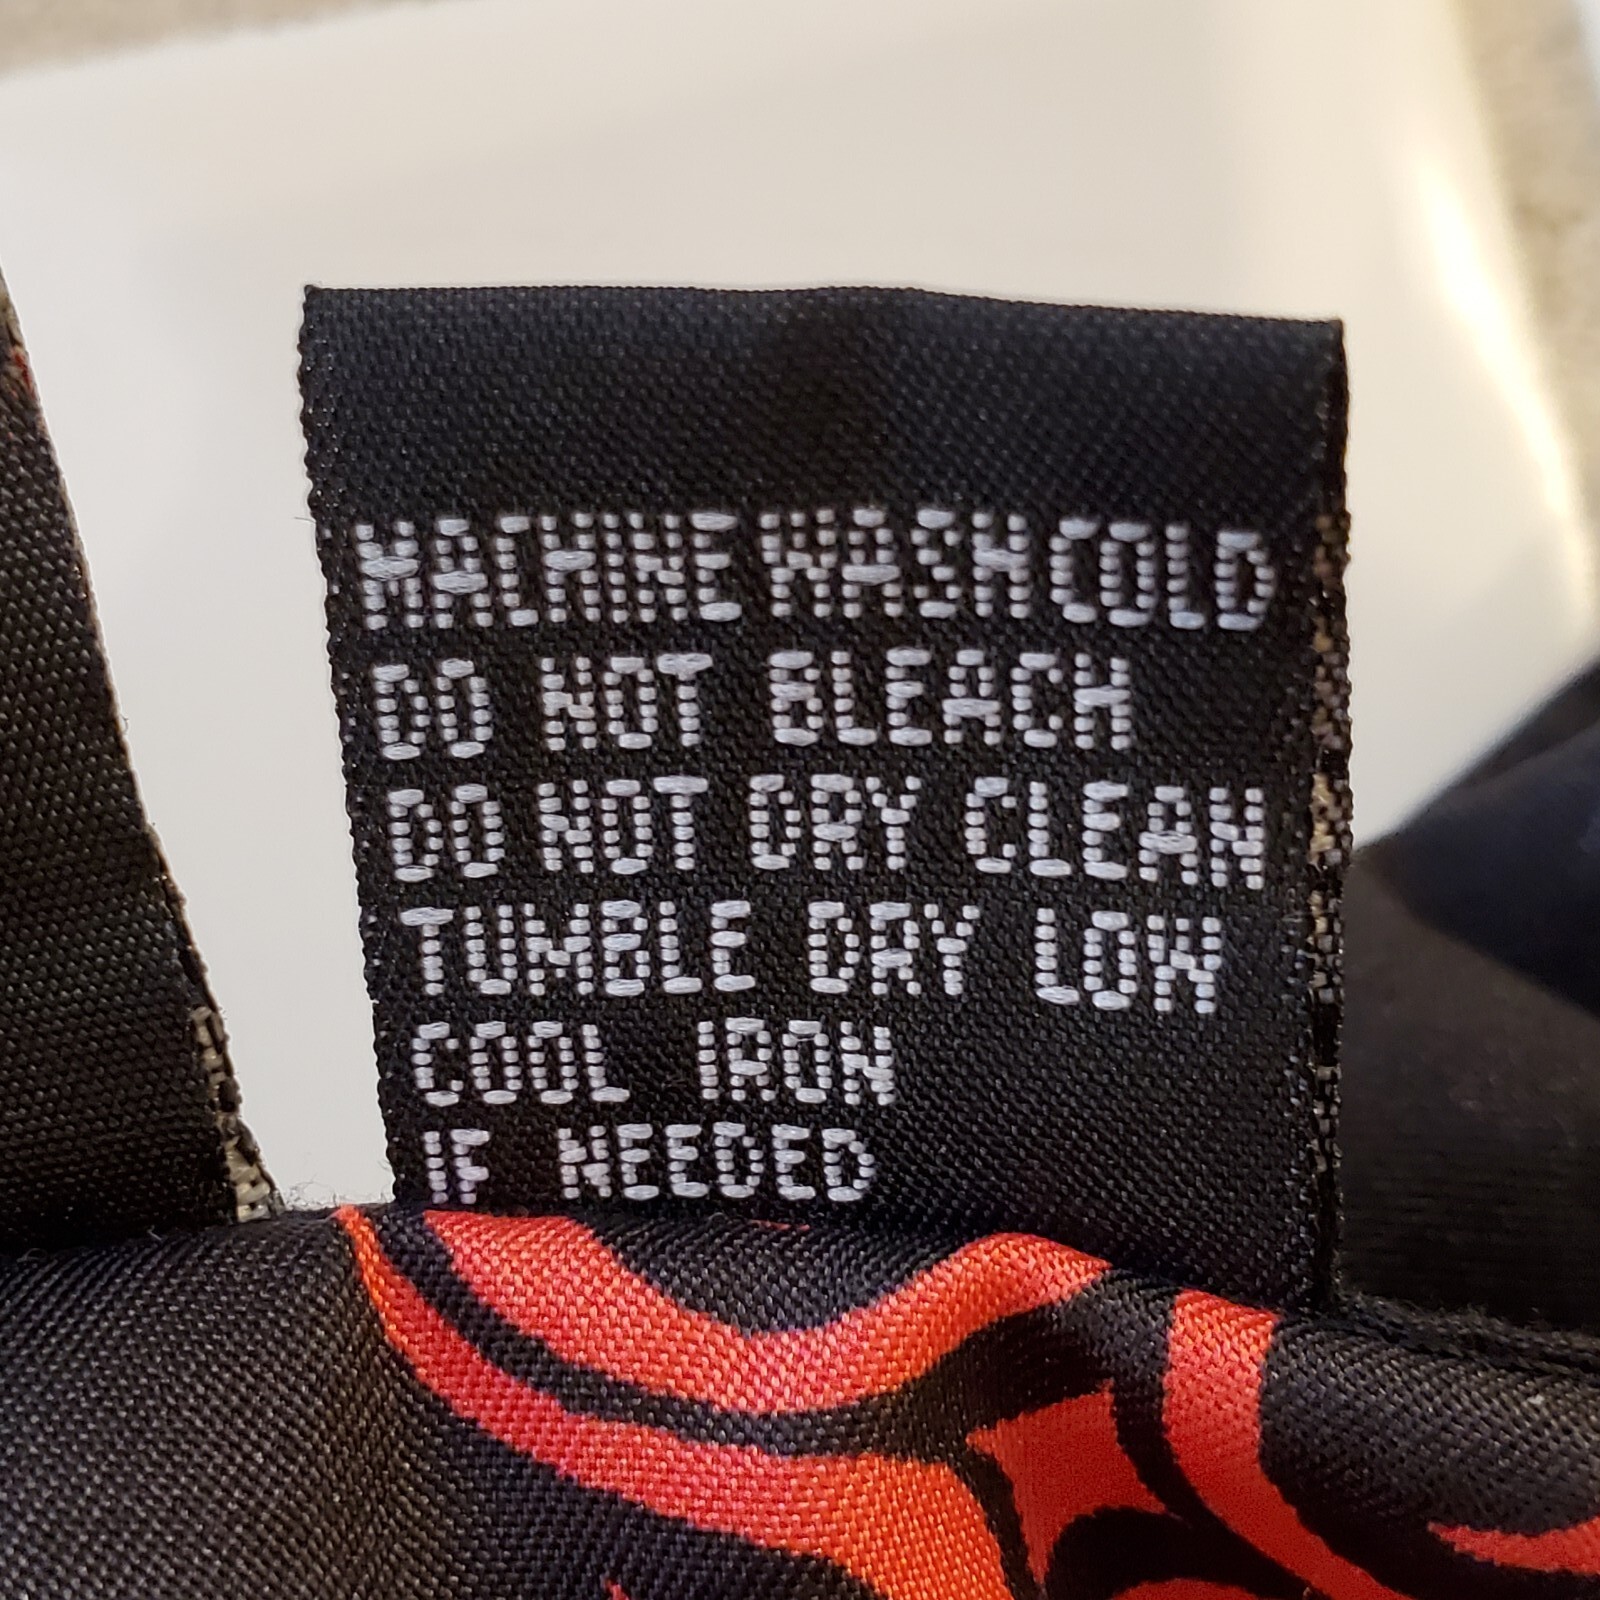 MACHINE WASH COLD
DO NOT BLEACH
DO NOT DRY CLEAN
TUMBLE DRY LOW
COOL IRON
IF NEEDED